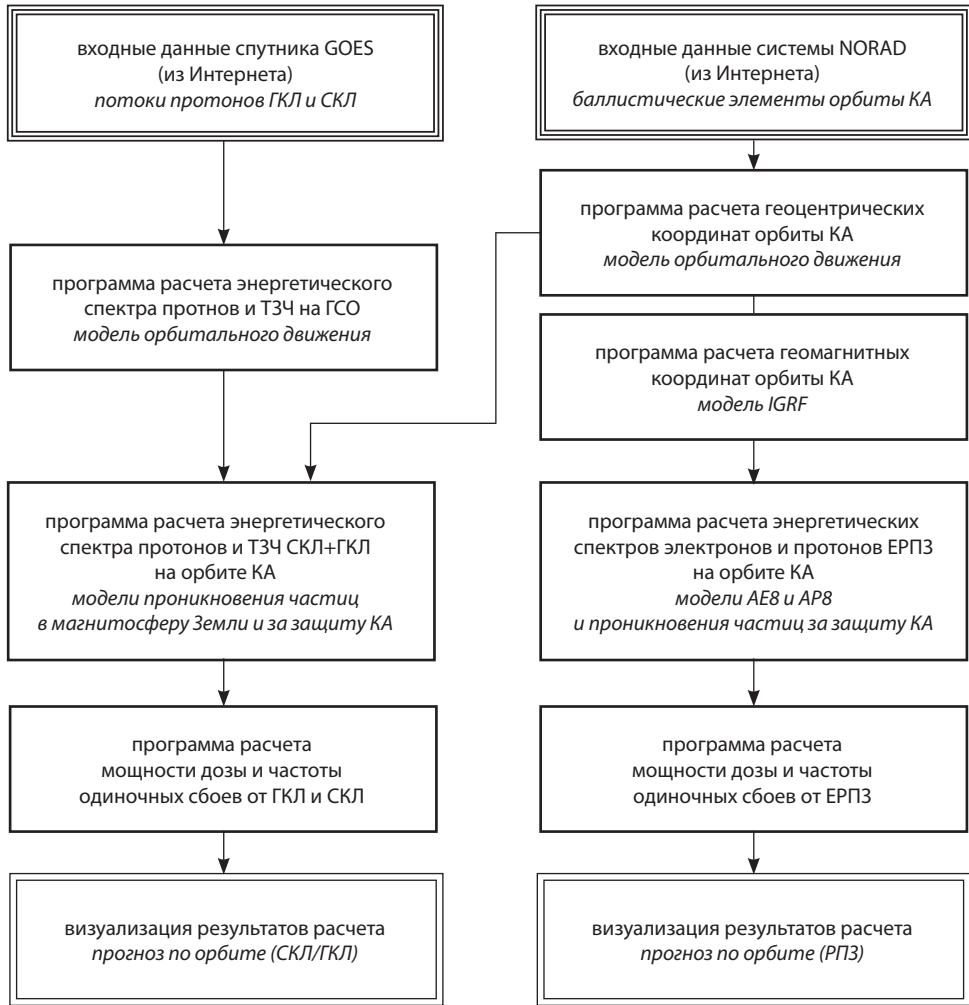 входные данные спутника GOES
(из Интернета)
потоки протонов ГКЛ и СКЛ
входные данные системы NORAD
(из Интернета)
баллистические элементы орбиты КА
программа расчета геоцентрических
координат орбиты КА
модель орбитального движения
программа расчета энергетического
спектра протнов и ТЗЧ на ГСО
модель орбитального движения
программа расчета геомагнитных
координат орбиты КА
модель IGRF
программа расчета энергетического
спектра протонов и ТЗЧ СКЛ+ГКЛ
на орбите КА
модели проникновения частиц
в магнитосферу Земли и за защиту КА
программа расчета энергетических
спектров электронов и протонов ЕРПЗ
на орбите КА
модели AE8 и AP8
и проникновения частиц за защиту КА
программа расчета
мощности дозы и частоты
одиночных сбоев от ГКЛ и СКЛ
программа расчета
мощности дозы и частоты
одиночных сбоев от ЕРПЗ
визуализация результатов расчета
прогноз по орбите (СКЛ/ГКЛ)
визуализация результатов расчета
прогноз по орбите (РПЗ)